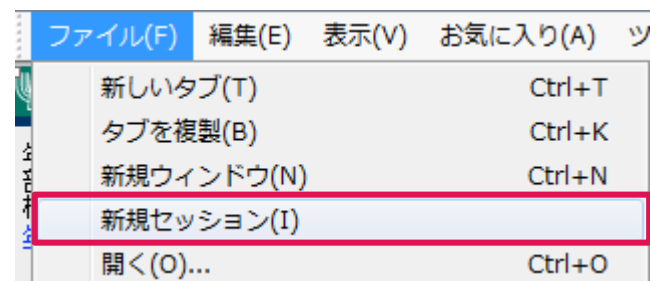 ファイル(F) 編集(E) 表示(V) お気に入り(A)
新しいタブ(T) Ctrl+T
タブを複製(B) Ctrl+K
新規ウィンドウ(N) Ctrl+N
新規セッション(I)
開く(O)... Ctrl+O